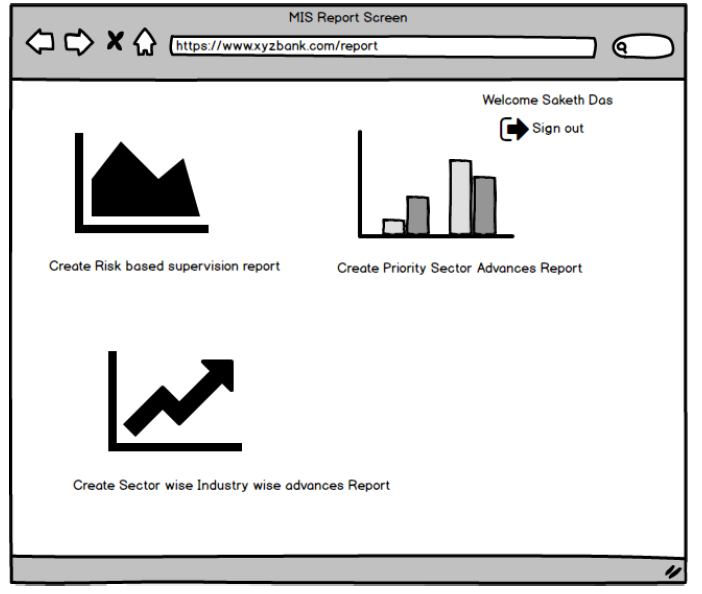 MIS Report Screen
https://www.xyzbank.com/report
Welcome Saketh Das
Sign out
Create Risk based supervision report
Create Priority Sector Advances Report
Create Sector wise Industry wise advances Report